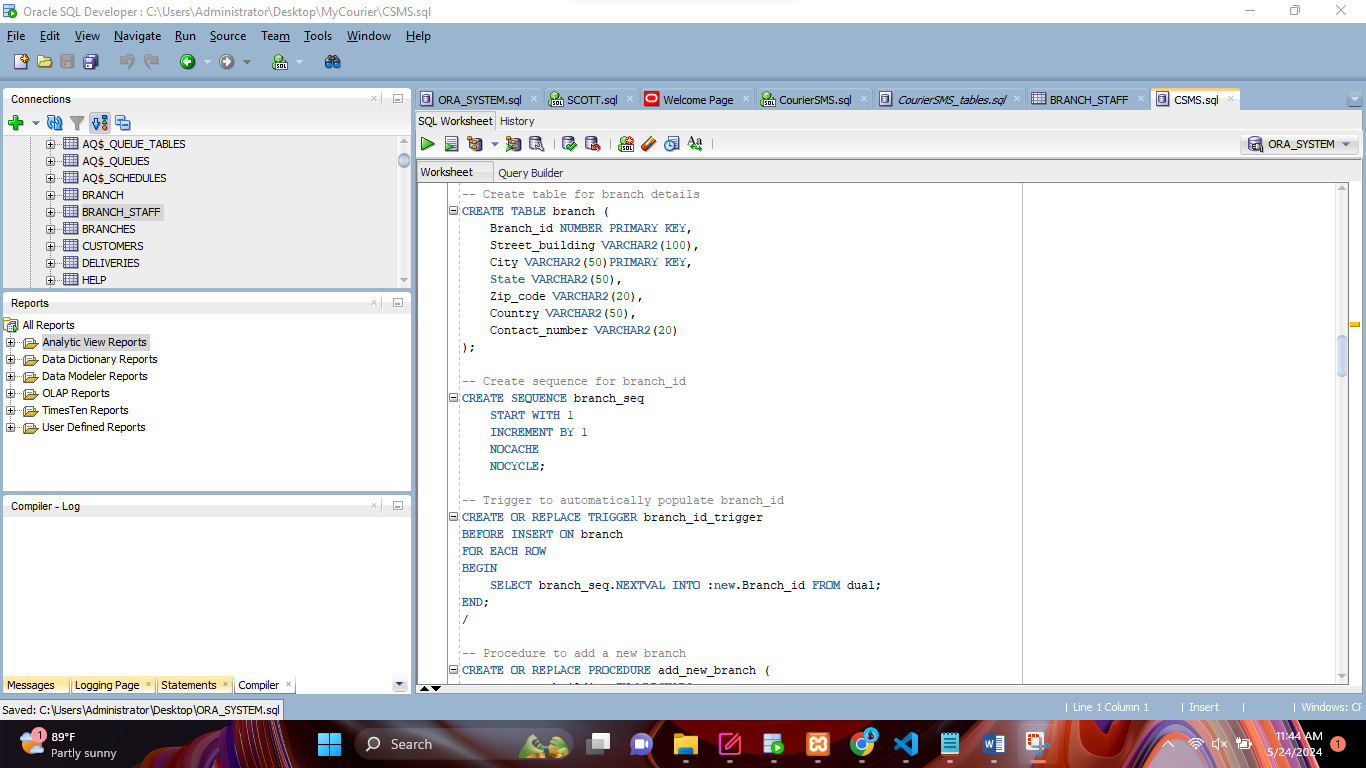 Oracle SQL Developer : C:\Users\Administrator\Desktop\MyCourier\CSMS.sql
File Edit View Navigate Run Source Team Tools Window Help
Connections
AQ$_QUEUE_TABLES
AQ$_QUEUES
AQ$_SCHEDULES
BRANCH
BRANCH_STAFF
BRANCHES
CUSTOMERS
DELIVERIES
HELP
Reports
All Reports
Analytic View Reports
Data Dictionary Reports
Data Modeler Reports
OLAP Reports
TimesTen Reports
User Defined Reports
Compiler - Log
Messages Logging Page Statements Compiler
ORA_SYSTEM.sql SCOTT.sql Welcome Page CourierSMS.sql CourierSMS_tables.sql BRANCH_STAFF CSMS.sql
SQL Worksheet History
ORA_SYSTEM
Worksheet Query Builder
-- Create table for branch details
CREATE TABLE branch (
Branch_id NUMBER PRIMARY KEY,
Street_building VARCHAR2(100),
City VARCHAR2(50)PRIMARY KEY,
State VARCHAR2(50),
Zip_code VARCHAR2(20),
Country VARCHAR2(50),
Contact_number VARCHAR2(20)
);
-- Create sequence for branch_id
CREATE SEQUENCE branch_seq
START WITH 1
INCREMENT BY 1
NOCACHE
NOCYCLE;
-- Trigger to automatically populate branch_id
CREATE OR REPLACE TRIGGER branch_id_trigger
BEFORE INSERT ON branch
FOR EACH ROW
BEGIN
SELECT branch_seq.NEXTVAL INTO :new.Branch_id FROM dual;
END;
/
-- Procedure to add a new branch
CREATE OR REPLACE PROCEDURE add_new_branch (
Saved: C:\Users\Administrator\Desktop\ORA_SYSTEM.sql
Line 1 Column 1 Insert Windows: CF
1 89°F
Partly sunny
Search
11:44 AM
5/24/2024
1